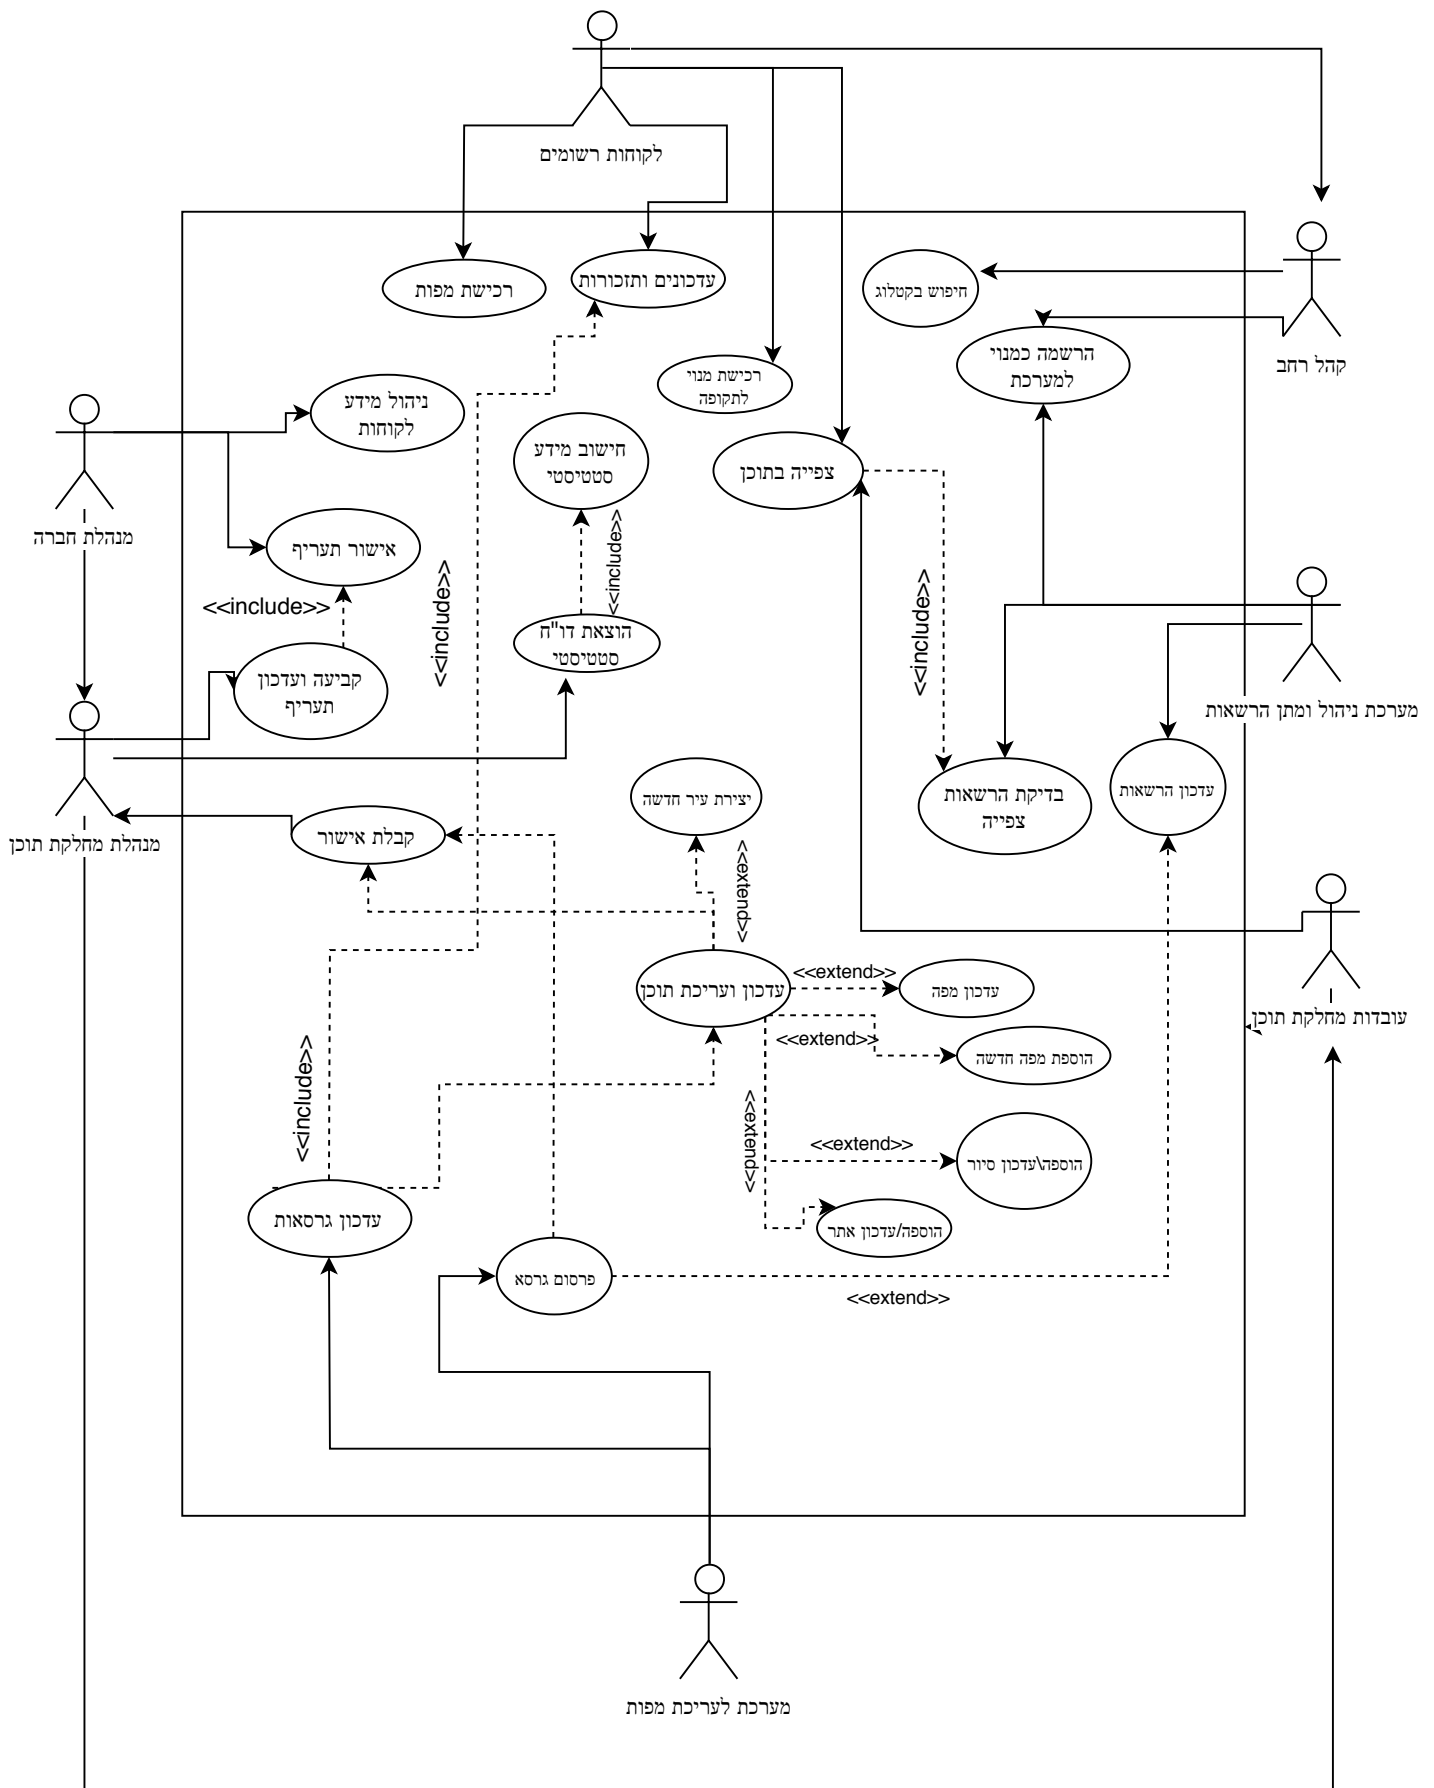 לקוחות רשומים
רכישת מפות
עדכונים ותזכורות
חיפוש בקטלוג
הרשמה כמנוי
למערכת
קהל רחב
רכישת מנוי
לתקופה
ניהול מידע
לקוחות
חישוב מידע
סטטיסטי
צפייה בתוכן
מנהלת חברה
אישור תעריף
<<include>>
<<include>>
<<include>>
<<include>>
הוצאת דו"ח
סטטיסטי
קביעה ועדכון
תעריף
מערכת ניהול ומתן הרשאות
יצירת עיר חדשה
בדיקת הרשאות
צפייה
עדכון הרשאות
מנהלת מחלקת תוכן
קבלת אישור
<<extend>>
עדכון ועריכת תוכן
<<extend>>
עדכון מפה
עובדות מחלקת תוכן
<<extend>>
הוספת מפה חדשה
<<include>>
<<extend>>
<<extend>>
הוספה\עדכון סיור
עדכון גרסאות
הוספה/עדכון אתר
פרסום גרסא
<<extend>>
מערכת לעריכת מפות